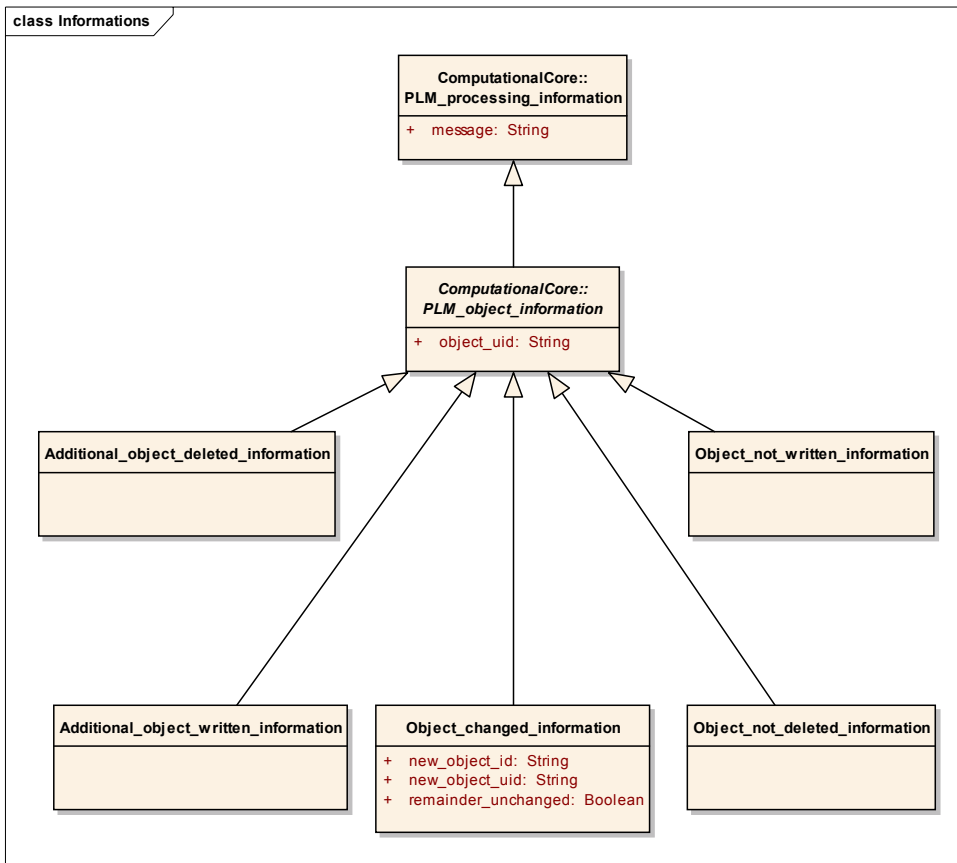 class Informations
ComputationalCore::
PLM_processing_information
+ message: String
ComputationalCore::
PLM_object_information
+ object_uid: String
Additional_object_deleted_information
Object_not_written_information
Additional_object_written_information
Object_changed_information
+ new_object_id: String
+ new_object_uid: String
+ remainder_unchanged: Boolean
Object_not_deleted_information